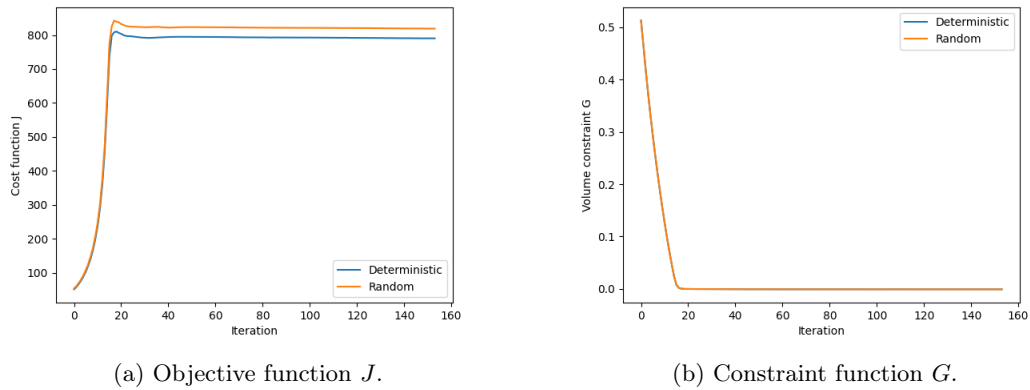 Cost function J
800
700
600
500
400
300
200
100
0 20 40 60 80 100 120 140 160
Iteration
Deterministic
Random
(a) Objective function J.
Volume constraint G
0.5
0.4
0.3
0.2
0.1
0.0
0 20 40 60 80 100 120 140 160
Iteration
Deterministic
Random
(b) Constraint function G.